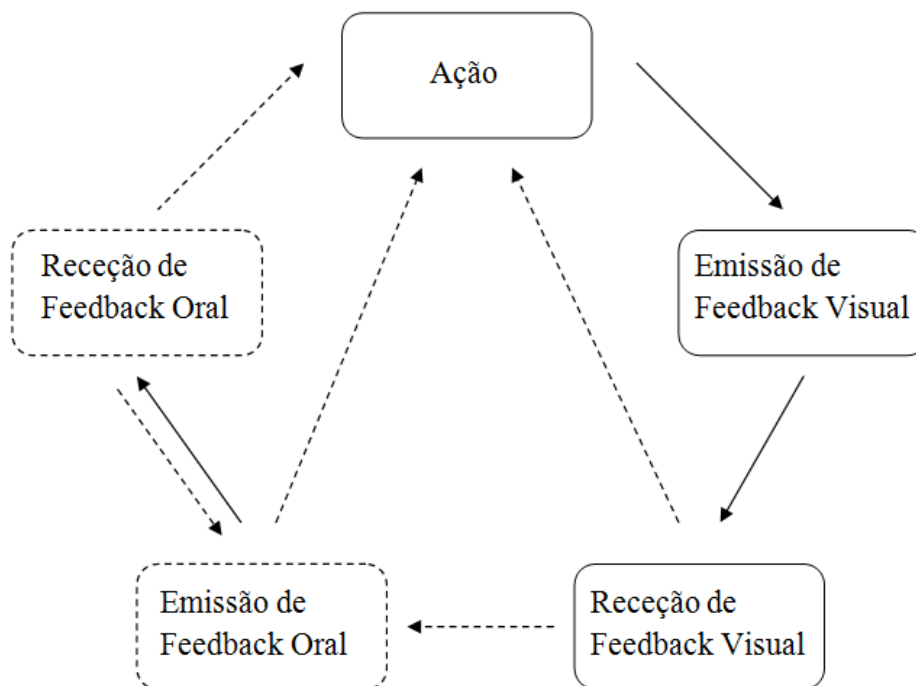 Ação
Receção de
Feedback Oral
Emissão de
Feedback Visual
Emissão de
Feedback Oral
Receção de
Feedback Visual